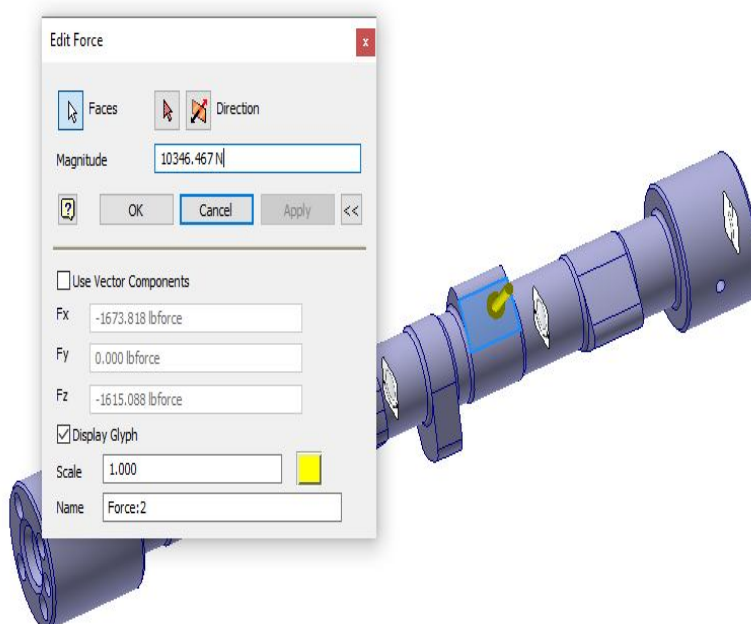 Edit Force
x
Faces
Direction
Magnitude
10346.467 N
?
OK
Cancel
Apply
<<
Use Vector Components
Fx
-1673.818 lbforce
Fy
0.000 lbforce
Fz
-1615.088 lbforce
Display Glyph
Scale
1.000
Name
Force:2